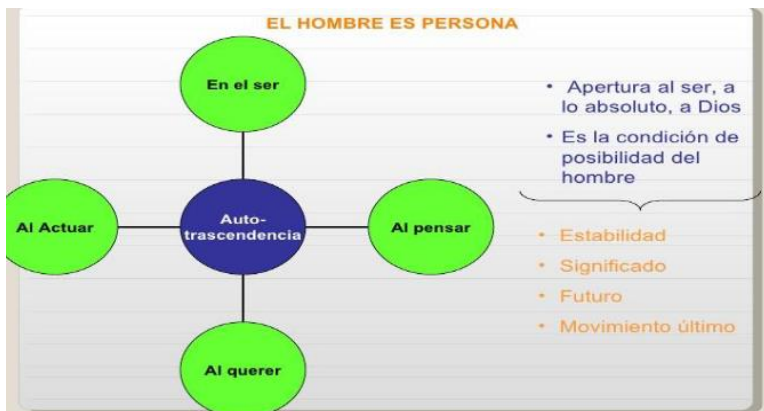 EL HOMBRE ES PERSONA
En el ser
Al Actuar
Auto-
trascendencia
Al pensar
Al querer
• Apertura al ser, a
lo absoluto, a Dios
• Es la condición de
posibilidad del
hombre
• Estabilidad
• Significado
• Futuro
• Movimiento último